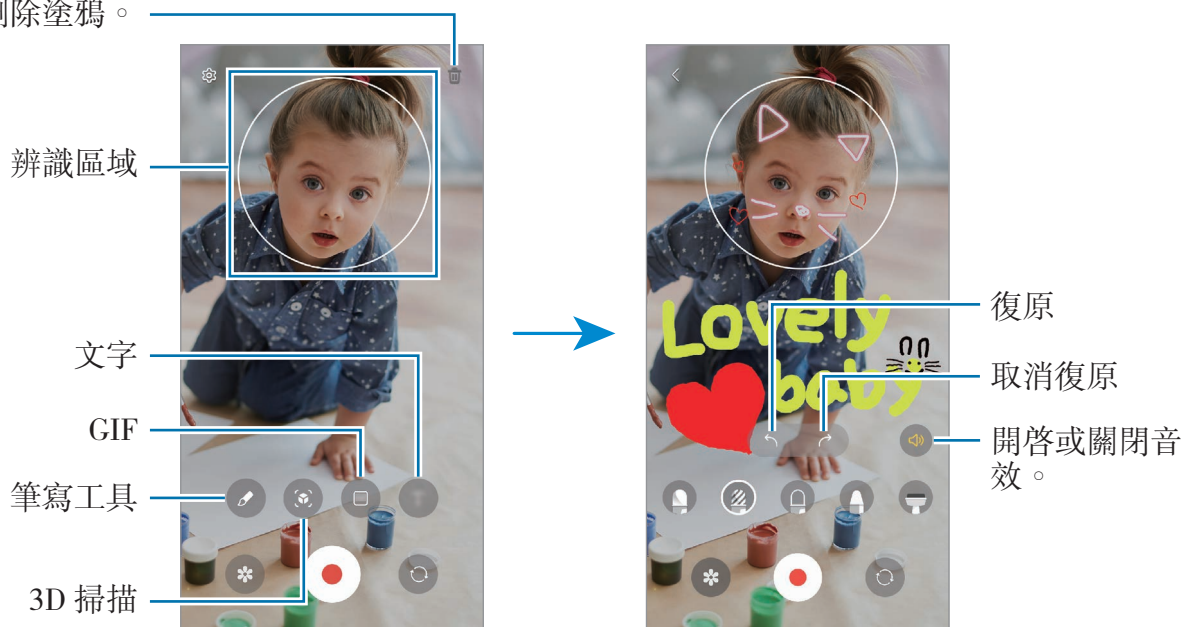 刪除塗鴉。
辨識區域
文字
GIF
筆寫工具
3D 掃描
Lovely
baby
復原
取消復原
開啓或關閉音
效。